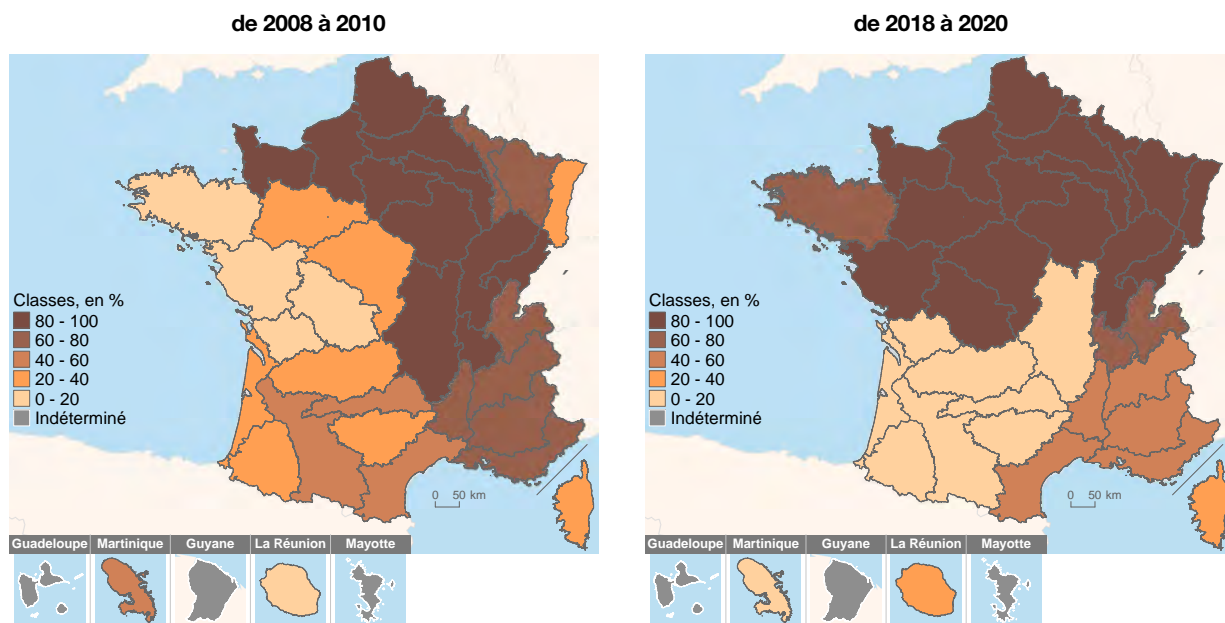 de 2008 à 2010
Classes, en %
80 - 100
60 - 80
40 - 60
20 - 40
0 - 20
Indéterminé
0 50 km
Guadeloupe Martinique Guyane La Réunion Mayotte
de 2018 à 2020
Classes, en %
80 - 100
60 - 80
40 - 60
20 - 40
0 - 20
Indéterminé
0 50 km
Guadeloupe Martinique Guyane La Réunion Mayotte